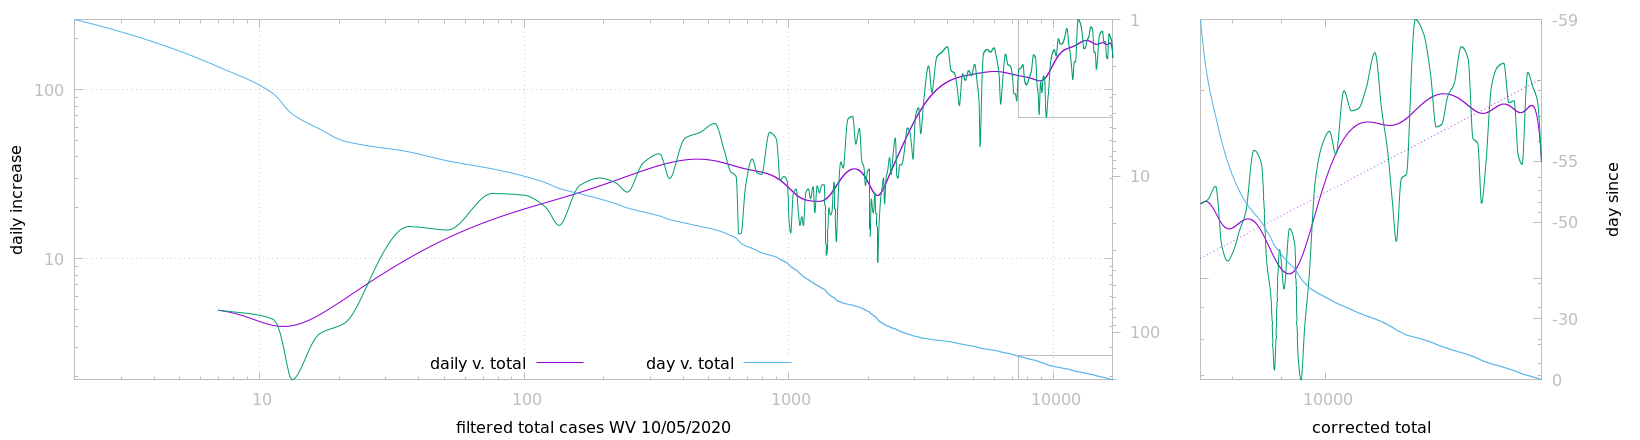 daily increase
100
10
1
10
100
daily v. total
day v. total
10
100
1000
10000
filtered total cases WV 10/05/2020
-59
-55
-50
-30
0
day since
10000
corrected total